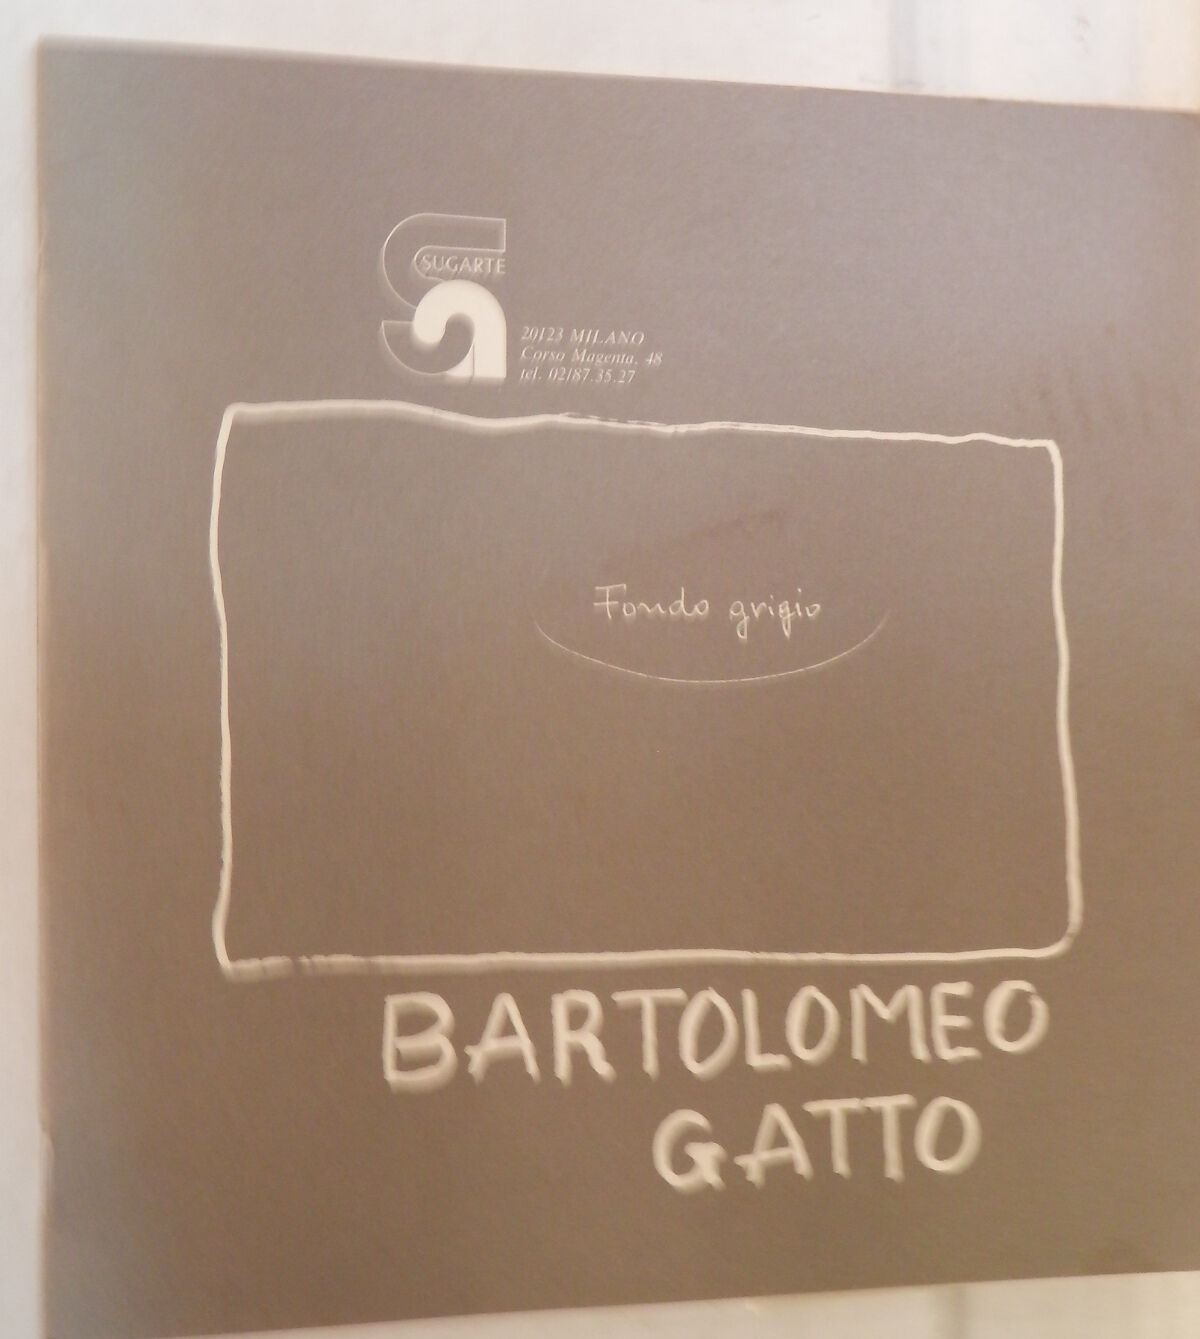 SUGARTE
20123 MILANO
Corso Magenta, 48
tel. 02/87.35.27
Fondo grigio
BARTOLOMEO
GATTO